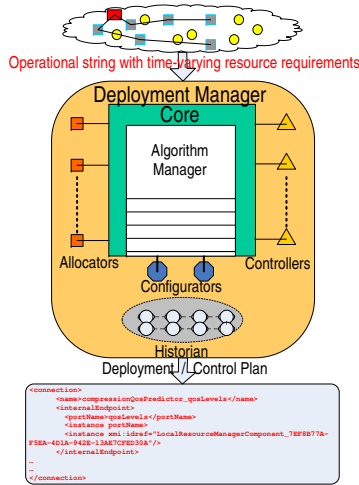 Operational string with time-varying resource requirements
Deployment Manager
Core
Algorithm
Manager
Allocators
Controllers
Configurators
Historian
Deployment / Control Plan
<connection>
<name>compressionQosPredictor_qosLevels</name>
<internalEndpoint>
<portName>qosLevels</portName>
<instance portName>
<instance xmi:idref="LocalResourceManagerComponent_7EF8B77A-
F5EA-4D1A-942E-13AE7CFED30A"/>
</internalEndpoint>
…
…
</connection>